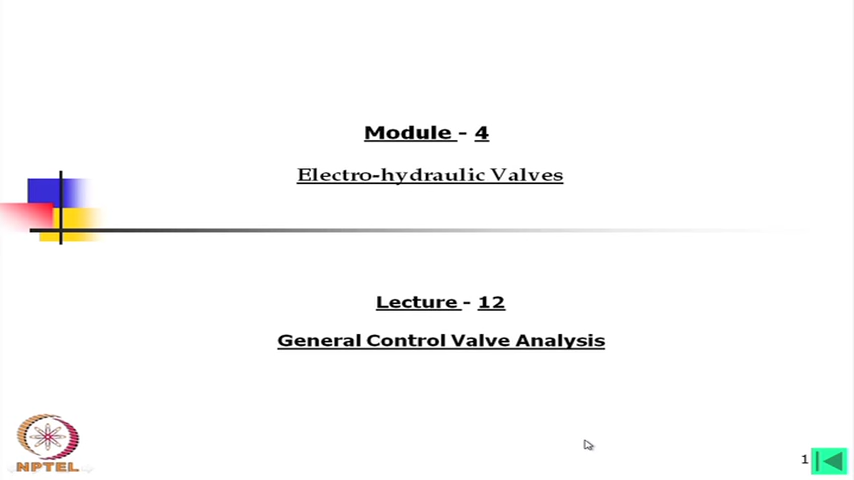 Module - 4
Electro-hydraulic Valves
Lecture - 12
General Control Valve Analysis
NPTEL
1